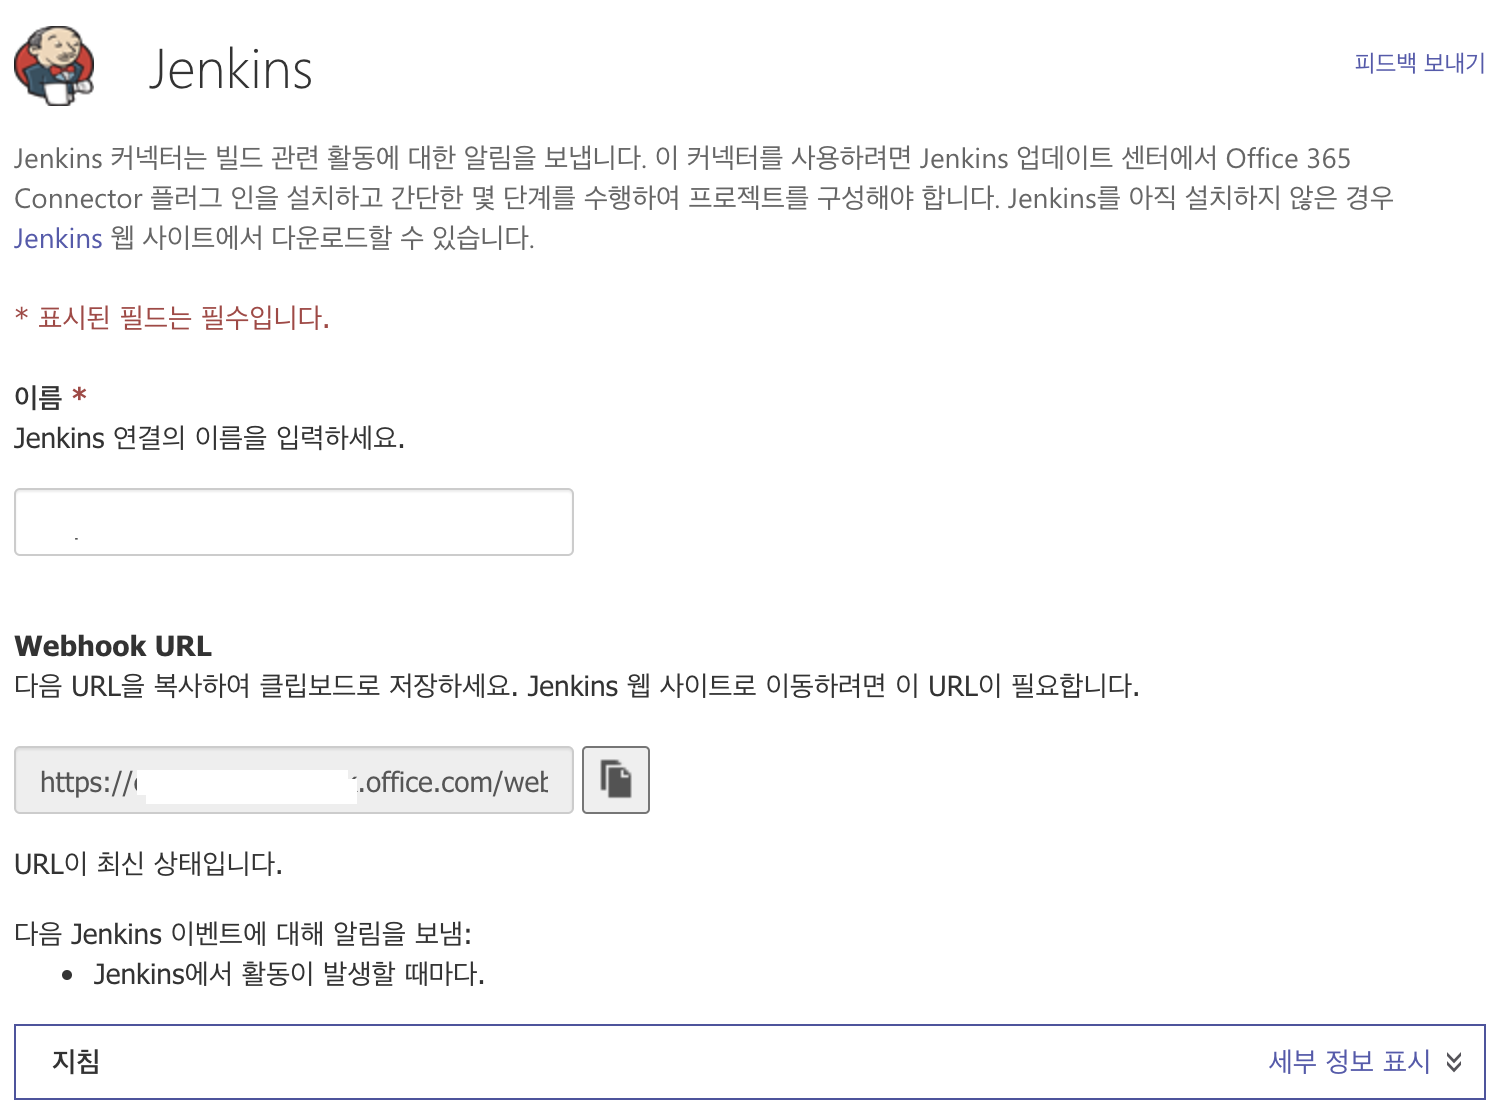 Jenkins
피드백 보내기
Jenkins 커넥터는 빌드 관련 활동에 대한 알림을 보냅니다. 이 커넥터를 사용하려면 Jenkins 업데이트 센터에서 Office 365
Connector 플러그 인을 설치하고 간단한 몇 단계를 수행하여 프로젝트를 구성해야 합니다. Jenkins를 아직 설치하지 않은 경우
Jenkins 웹 사이트에서 다운로드할 수 있습니다.
* 표시된 필드는 필수입니다.
이름 *
Jenkins 연결의 이름을 입력하세요.
Webhook URL
다음 URL을 복사하여 클립보드로 저장하세요. Jenkins 웹 사이트로 이동하려면 이 URL이 필요합니다.
https:// .office.com/web
URL이 최신 상태입니다.
다음 Jenkins 이벤트에 대해 알림을 보냄:
• Jenkins에서 활동이 발생할 때마다.
지침
세부 정보 표시